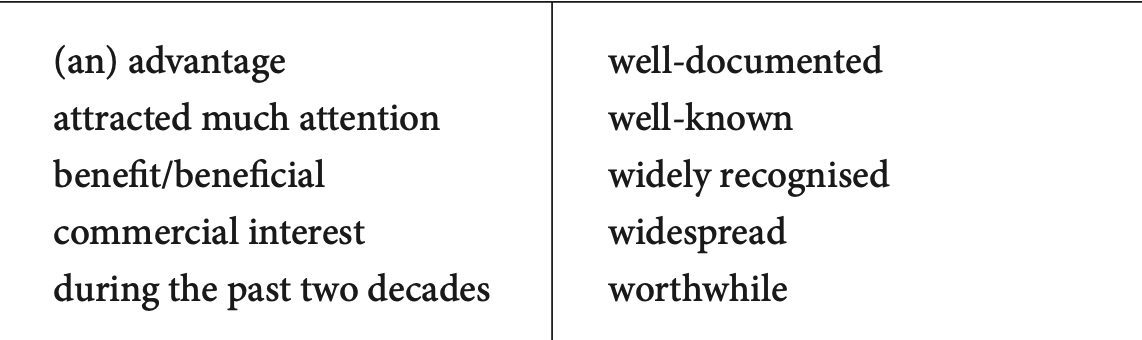 (an) advantage
attracted much attention
benefit/beneficial
commercial interest
during the past two decades
well-documented
well-known
widely recognised
widespread
worthwhile